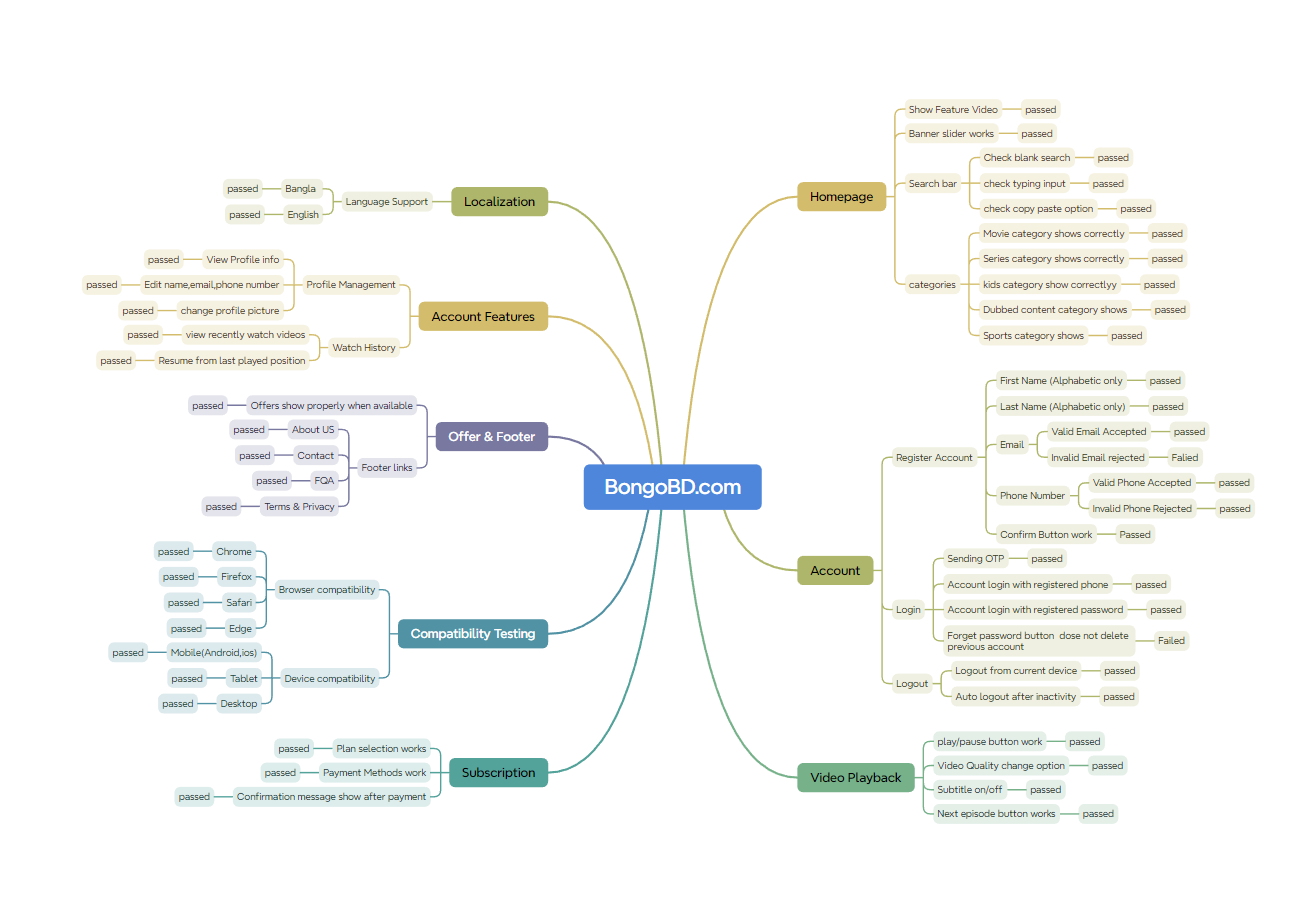 BongoBD.com
Homepage
Show Feature Video
passed
Banner slider works
passed
Search bar
Check blank search
passed
check typing input
passed
check copy paste option
passed
categories
Movie category shows correctly
passed
Series category shows correctly
passed
kids category show correctlyy
passed
Dubbed content category shows
passed
Sports category shows
passed
Account
Register Account
First Name (Alphabetic only
passed
Last Name (Alphabetic only)
passed
Email
Valid Email Accepted
passed
Invalid Email rejected
Falied
Phone Number
Valid Phone Accepted
passed
Invalid Phone Rejected
passed
Confirm Button work
Passed
Login
Sending OTP
passed
Account login with registered phone
passed
Account login with registered password
passed
Forget password button  dose not delete
previous account
Failed
Logout
Logout from current device
passed
Auto logout after inactivity
passed
Video Playback
play/pause button work
passed
Video Quality change option
passed
Subtitle on/off
passed
Next episode button works
passed
Localization
Language Support
Bangla
passed
English
passed
Account Features
Profile Management
View Profile info
passed
Edit name,email,phone number
passed
change profile picture
passed
Watch History
view recently watch videos
passed
Resume from last played position
passed
Offer & Footer
Offers show properly when available
passed
Footer links
About US
passed
Contact
passed
FQA
passed
Terms & Privacy
passed
Compatibility Testing
Browser compatibility
Chrome
passed
Firefox
passed
Safari
passed
Edge
passed
Device compatibility
Mobile(Android,ios)
passed
Tablet
passed
Desktop
passed
Subscription
Plan selection works
passed
Payment Methods work
passed
Confirmation message show after payment
passed